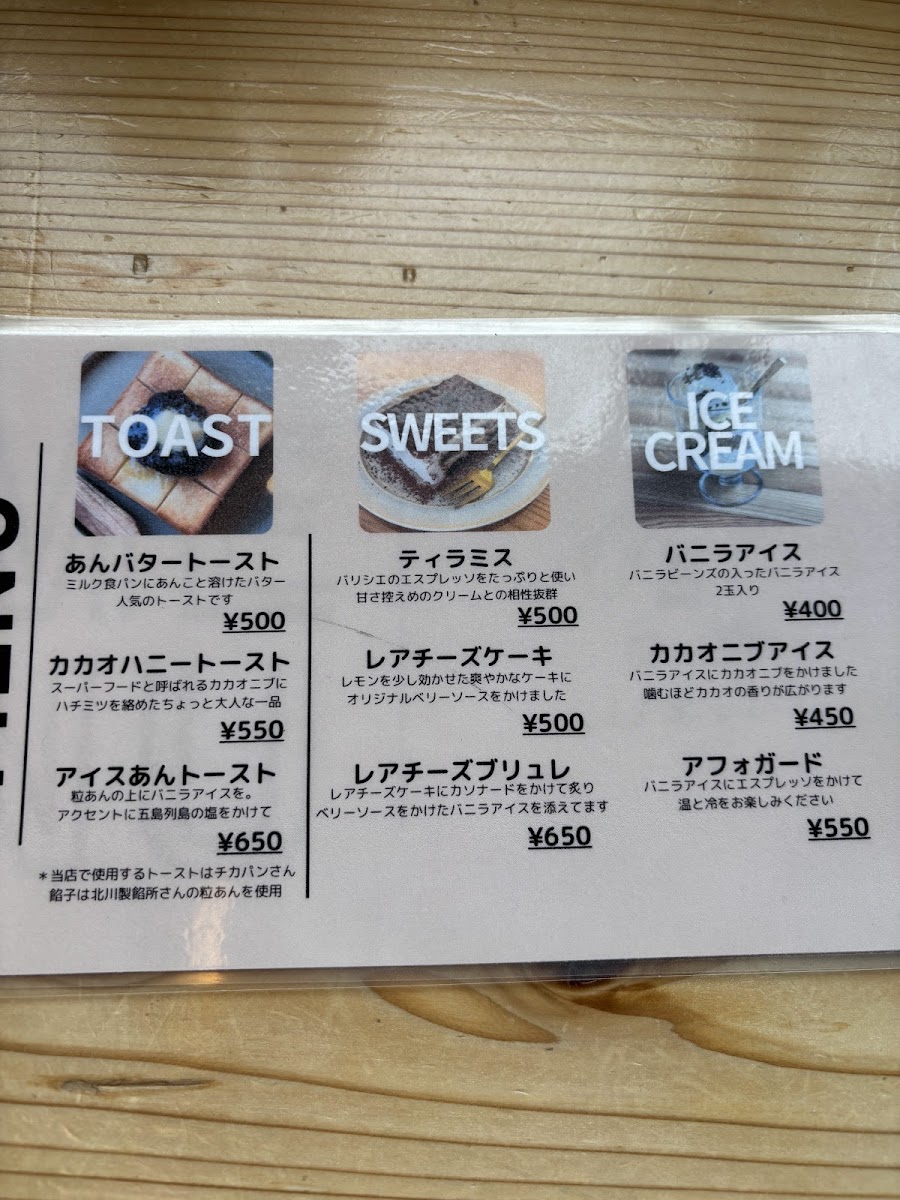 TOAST
あんバタートースト
ミルク食パンにあんこと溶けたバター
人気のトーストです
¥500
カカオハニートースト
スーパーフードと呼ばれるカカオニブに
ハチミツを絡めたちょっと大人な一品
¥550
アイスあんトースト
粒あんの上にバニラアイスを。
アクセントに五島列島の塩をかけて
¥650
*当店で使用するトーストはチカパンさん
餡子は北川製餡所さんの粒あんを使用
SWEETS
ティラミス
バリシエのエスプレッソをたっぷりと使い
甘さ控えめのクリームとの相性抜群
¥500
レアチーズケーキ
レモンを少し効かせた爽やかなケーキに
オリジナルベリーソースをかけました
¥500
レアチーズブリュレ
レアチーズケーキにカソナードをかけて炙り
ベリーソースをかけたバニラアイスを添えてます
¥650
ICE
CREAM
バニラアイス
バニラビーンズの入ったバニラアイス
2玉入り
¥400
カカオニブアイス
バニラアイスにカカオニブをかけました
噛むほどカカオの香りが広がります
¥450
アフォガード
バニラアイスにエスプレッソをかけて
温と冷をお楽しみください
¥550